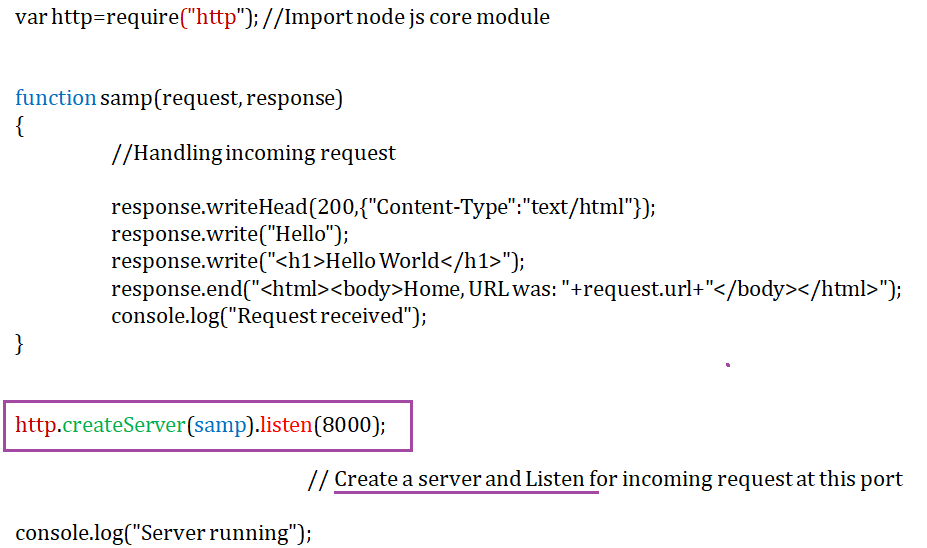 var http=require("http"); //Import node js core module
function samp(request, response)
{
//Handling incoming request
response.writeHead(200,{"Content-Type":"text/html"});
response.write("Hello");
response.write("<h1>Hello World</h1>");
response.end("<html><body>Home, URL was: "+request.url+"</body></html>");
console.log("Request received");
}
http.createServer(samp).listen(8000);
// Create a server and Listen for incoming request at this port
console.log("Server running");